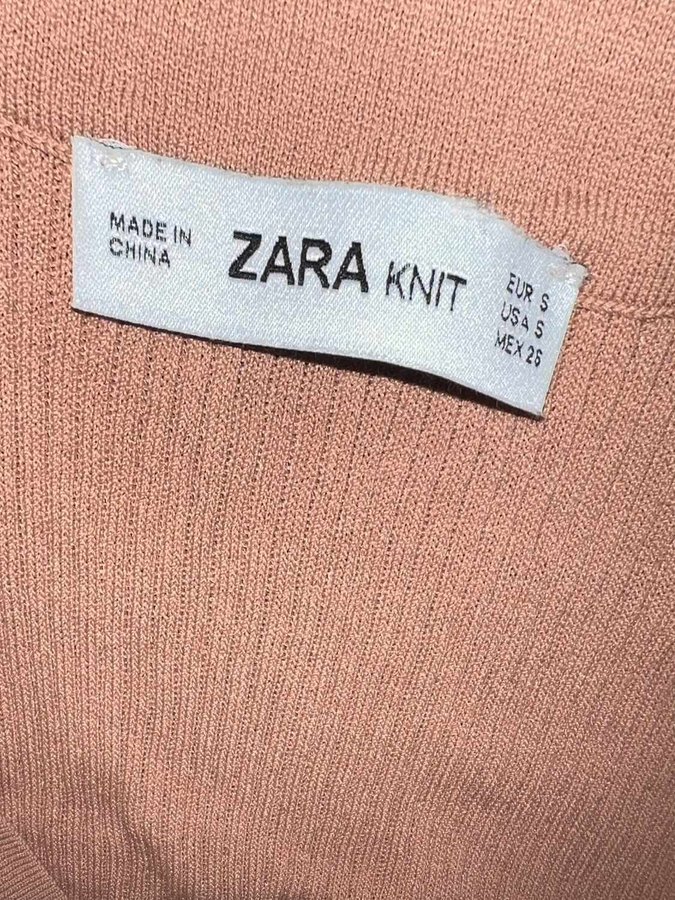 MADE IN
CHINA
ZARA KNIT
EUR S
USA S
MEX 26